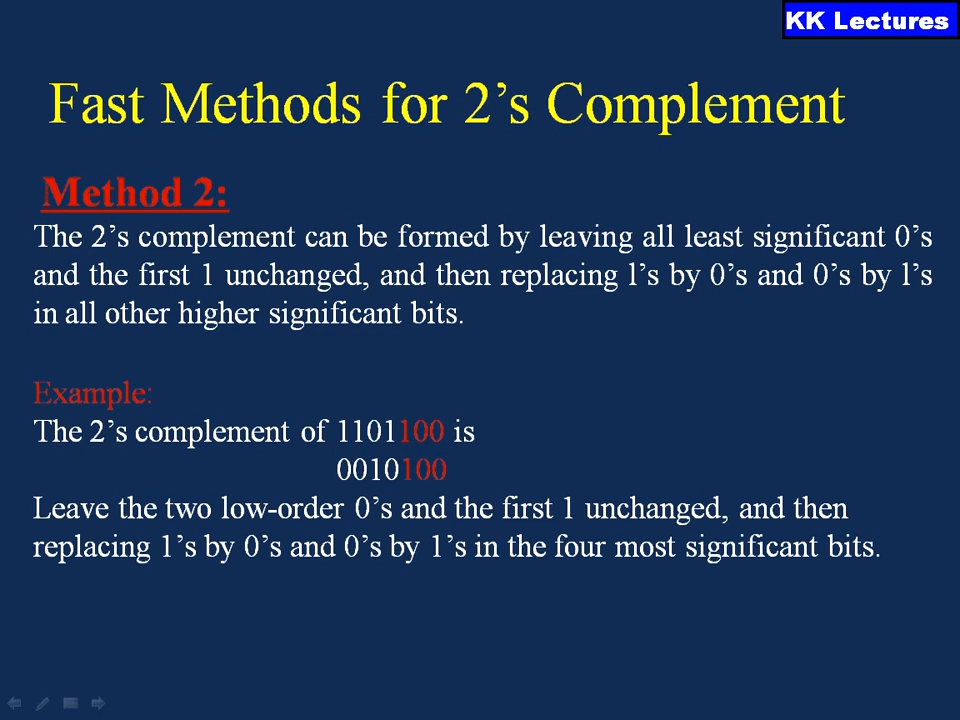 KK Lectures
Fast Methods for 2’s Complement
Method 2:
The 2’s complement can be formed by leaving all least significant 0’s
and the first 1 unchanged, and then replacing l’s by 0’s and 0’s by l’s
in all other higher significant bits.
Example:
The 2’s complement of 1101100 is
0010100
Leave the two low-order 0’s and the first 1 unchanged, and then
replacing 1’s by 0’s and 0’s by 1’s in the four most significant bits.